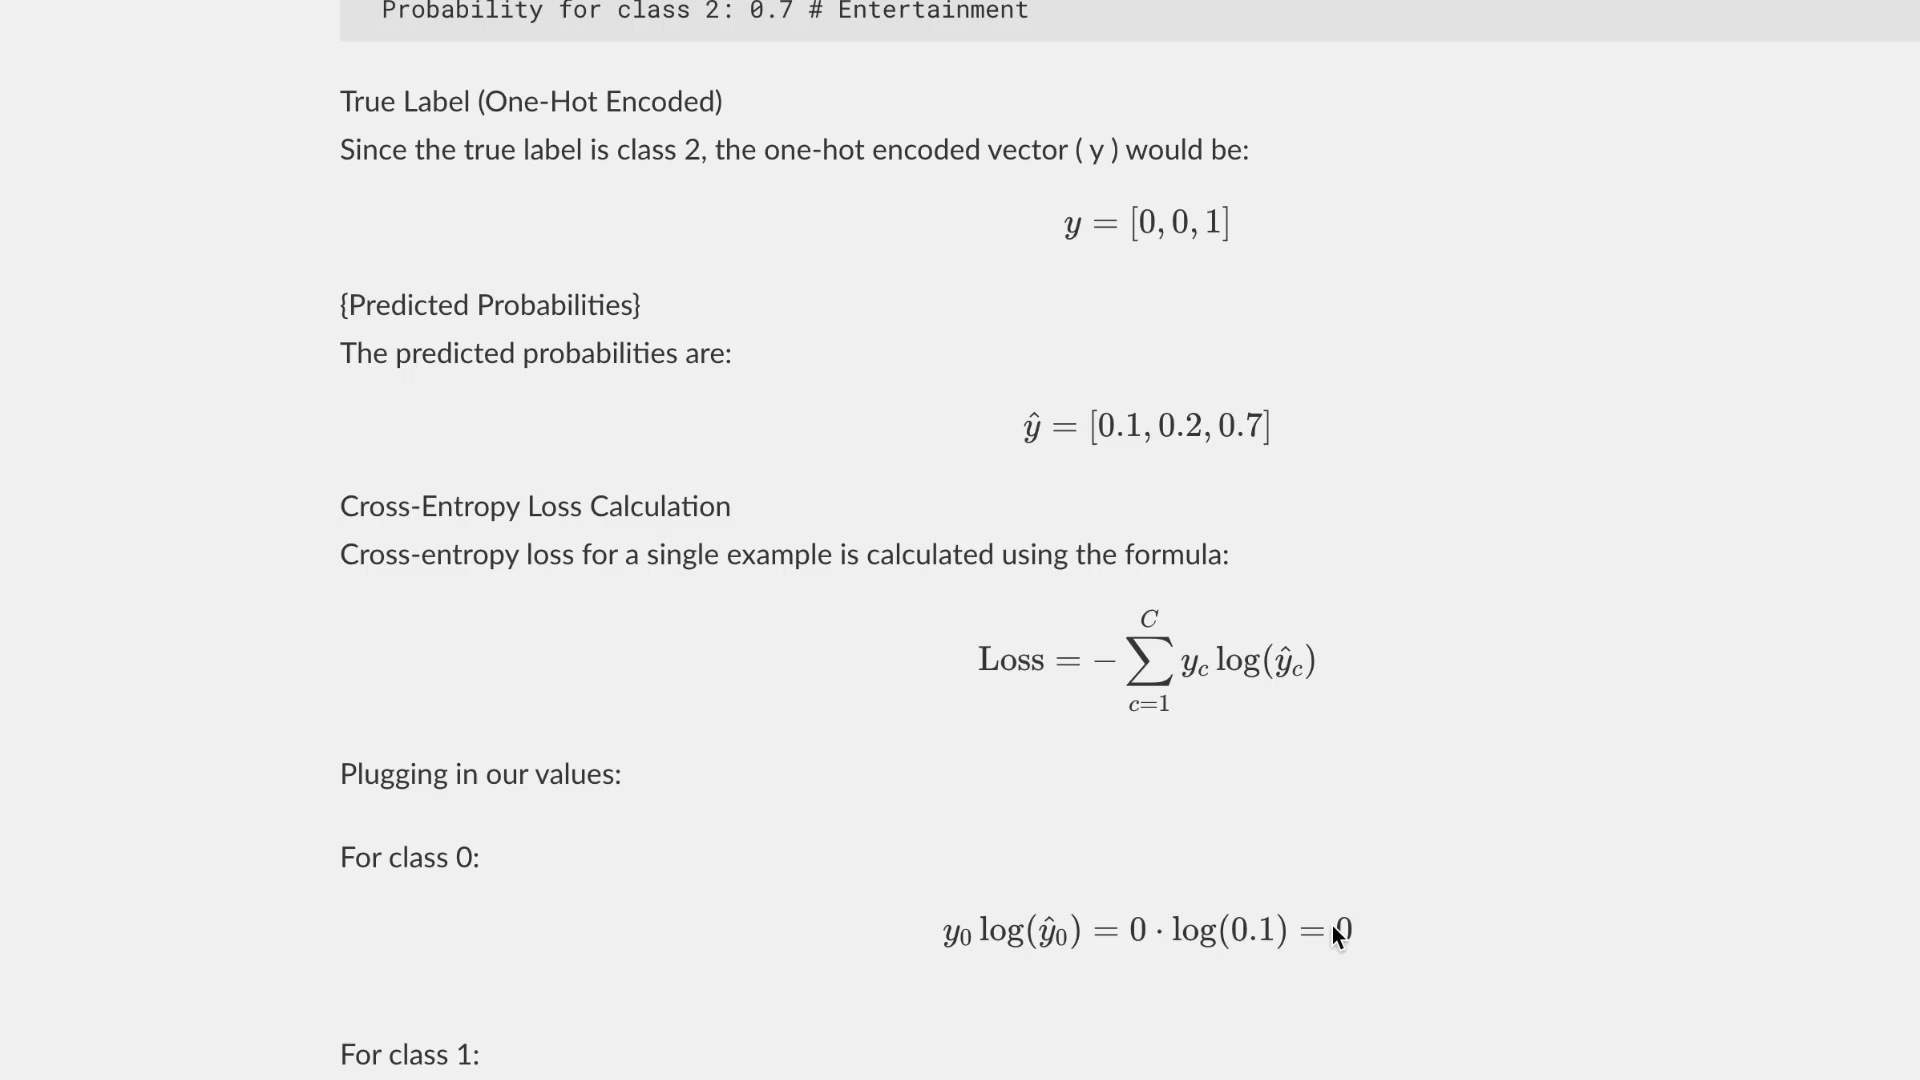 Probability for class 2: 0.7 # Entertainment
True Label (One-Hot Encoded)
Since the true label is class 2, the one-hot encoded vector ( y ) would be:
y = [0, 0, 1]
{Predicted Probabilities}
The predicted probabilities are:
ŷ = [0.1, 0.2, 0.7]
Cross-Entropy Loss Calculation
Cross-entropy loss for a single example is calculated using the formula:
Loss = − ∑_{c=1}^{C} y_c log(ŷ_c)
Plugging in our values:
For class 0:
y₀ log(ŷ₀) = 0 · log(0.1) = 0
For class 1: